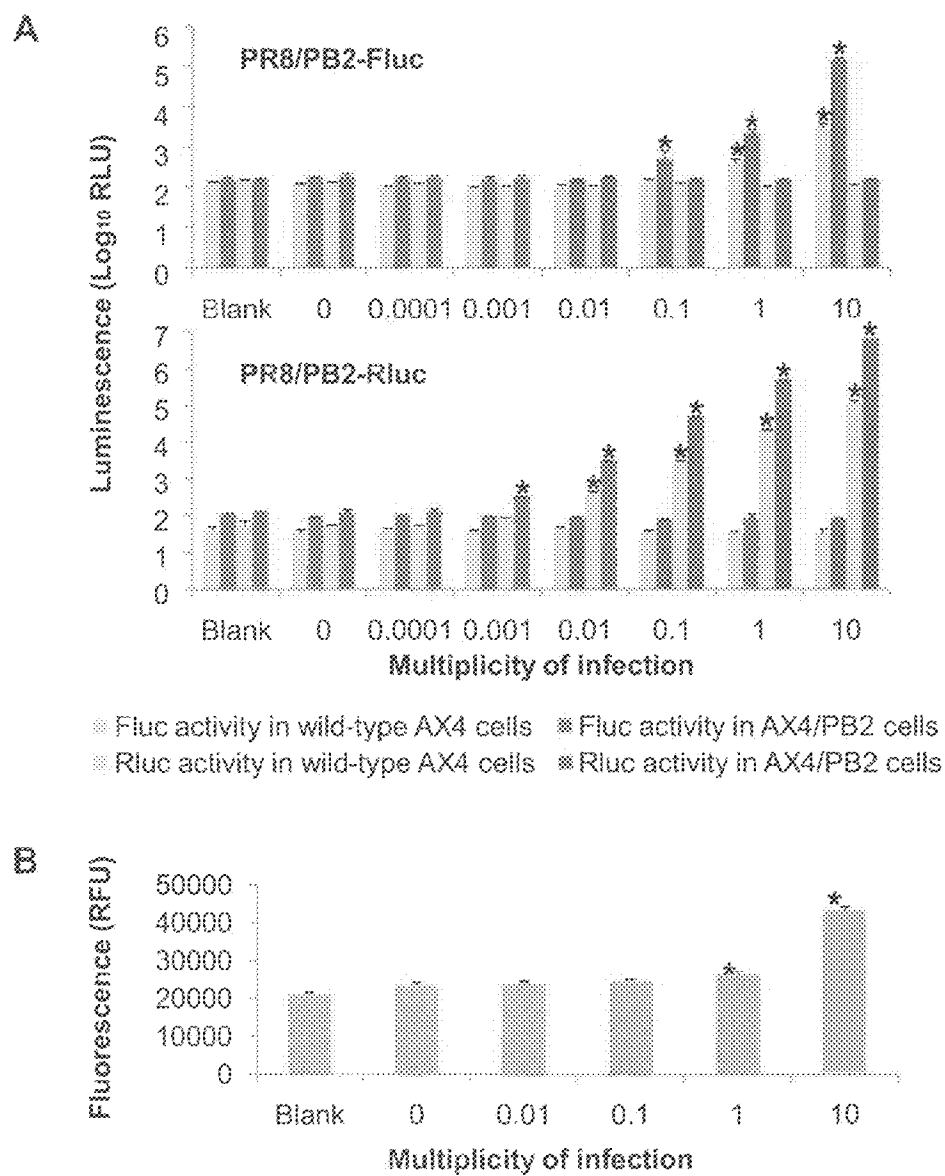 A
Luminescence (Log10 RLU)
PR8/PB2-Fluc
6
5
4
3
2
1
0
Blank 0 0.0001 0.001 0.01 0.1 1 10
PR8/PB2-Rluc
7
6
5
4
3
2
1
0
Blank 0 0.0001 0.001 0.01 0.1 1 10
Multiplicity of infection
Fluc activity in wild-type AX4 cells
Fluc activity in AX4/PB2 cells
Rluc activity in wild-type AX4 cells
Rluc activity in AX4/PB2 cells
B
Fluorescence (RFU)
50000
40000
30000
20000
10000
0
Blank 0 0.01 0.1 1 10
Multiplicity of infection